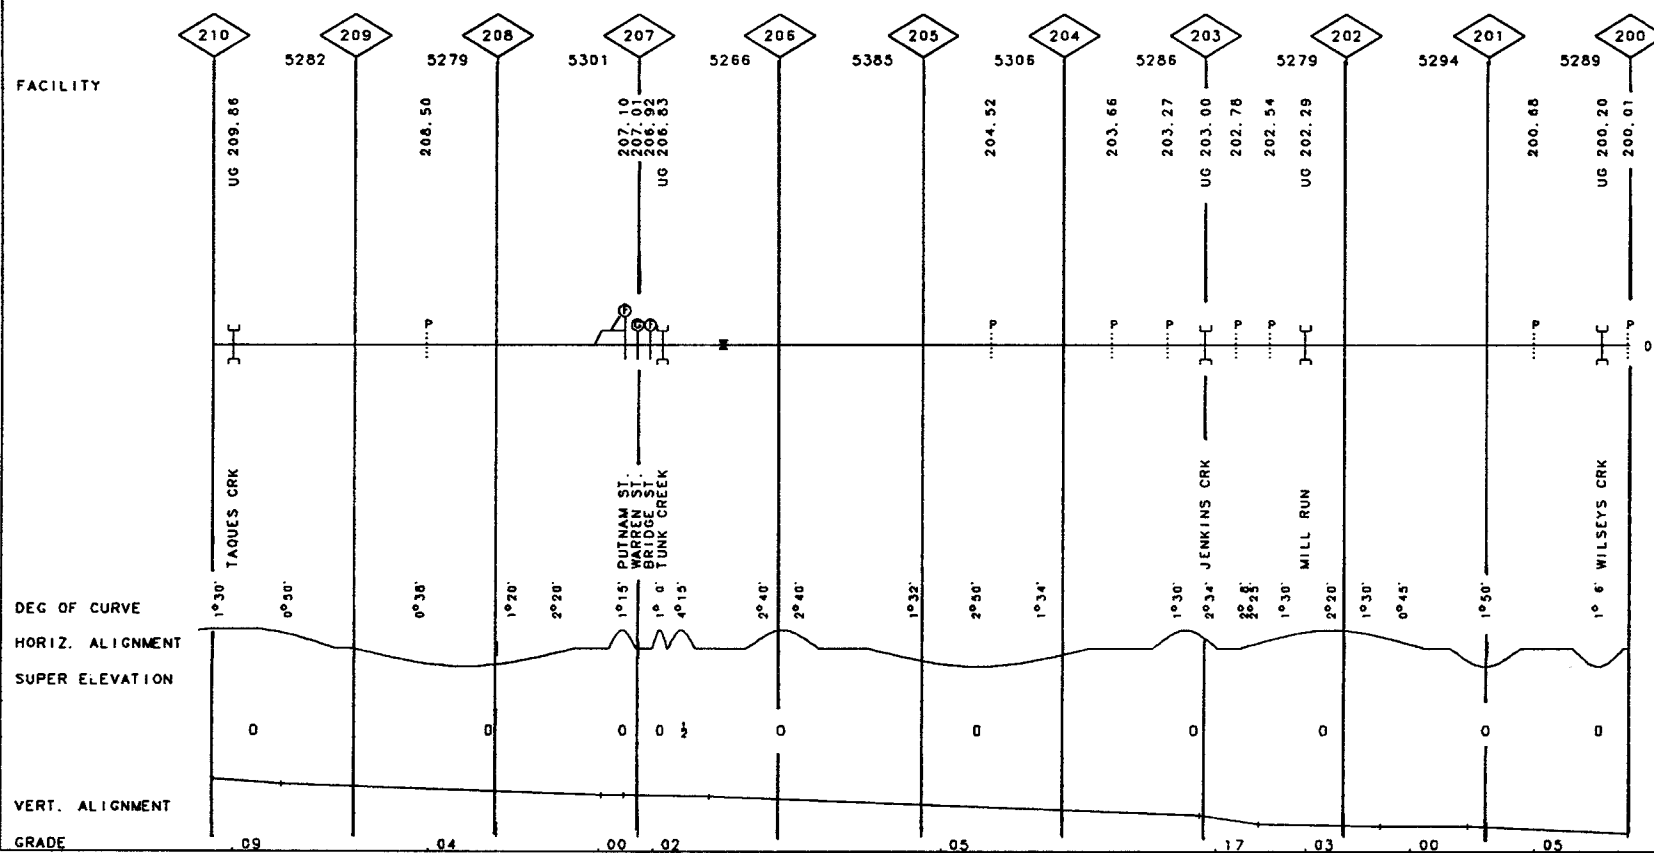 210 209 208 207 206 205 204 203 202 201 200
5282 5279 5301 5266 5385 5306 5286 5279 5294 5289
FACILITY
UG 209.86
208.50
207.10
207.01
206.92
UG 206.83
204.52
203.66
203.27
UG 203.00
202.78
202.54
UG 202.29
200.68
UG 200.20
200.01
P F G F P P P P P P P 0
TAQUES CRK
PUTNAM ST.
WARREN ST.
BRIDGE ST
TUNK CREEK
JENKINS CRK
MILL RUN
WILSEYS CRK
DEG OF CURVE 1°30' 0°50' 0°38' 1°20' 2°20' 1°15' 1° 0' 4°15' 2°40' 2°40' 1°32' 2°50' 1°34' 1°30' 2°34' 2°25' 1°30' 2°20' 1°30' 0°45' 1°50' 1° 6'
HORIZ. ALIGNMENT
SUPER ELEVATION
0 0 0 0 ½ 0 0 0 0 0 0
VERT. ALIGNMENT
GRADE .09 .04 .00 .02 .05 .17 .03 .00 .05